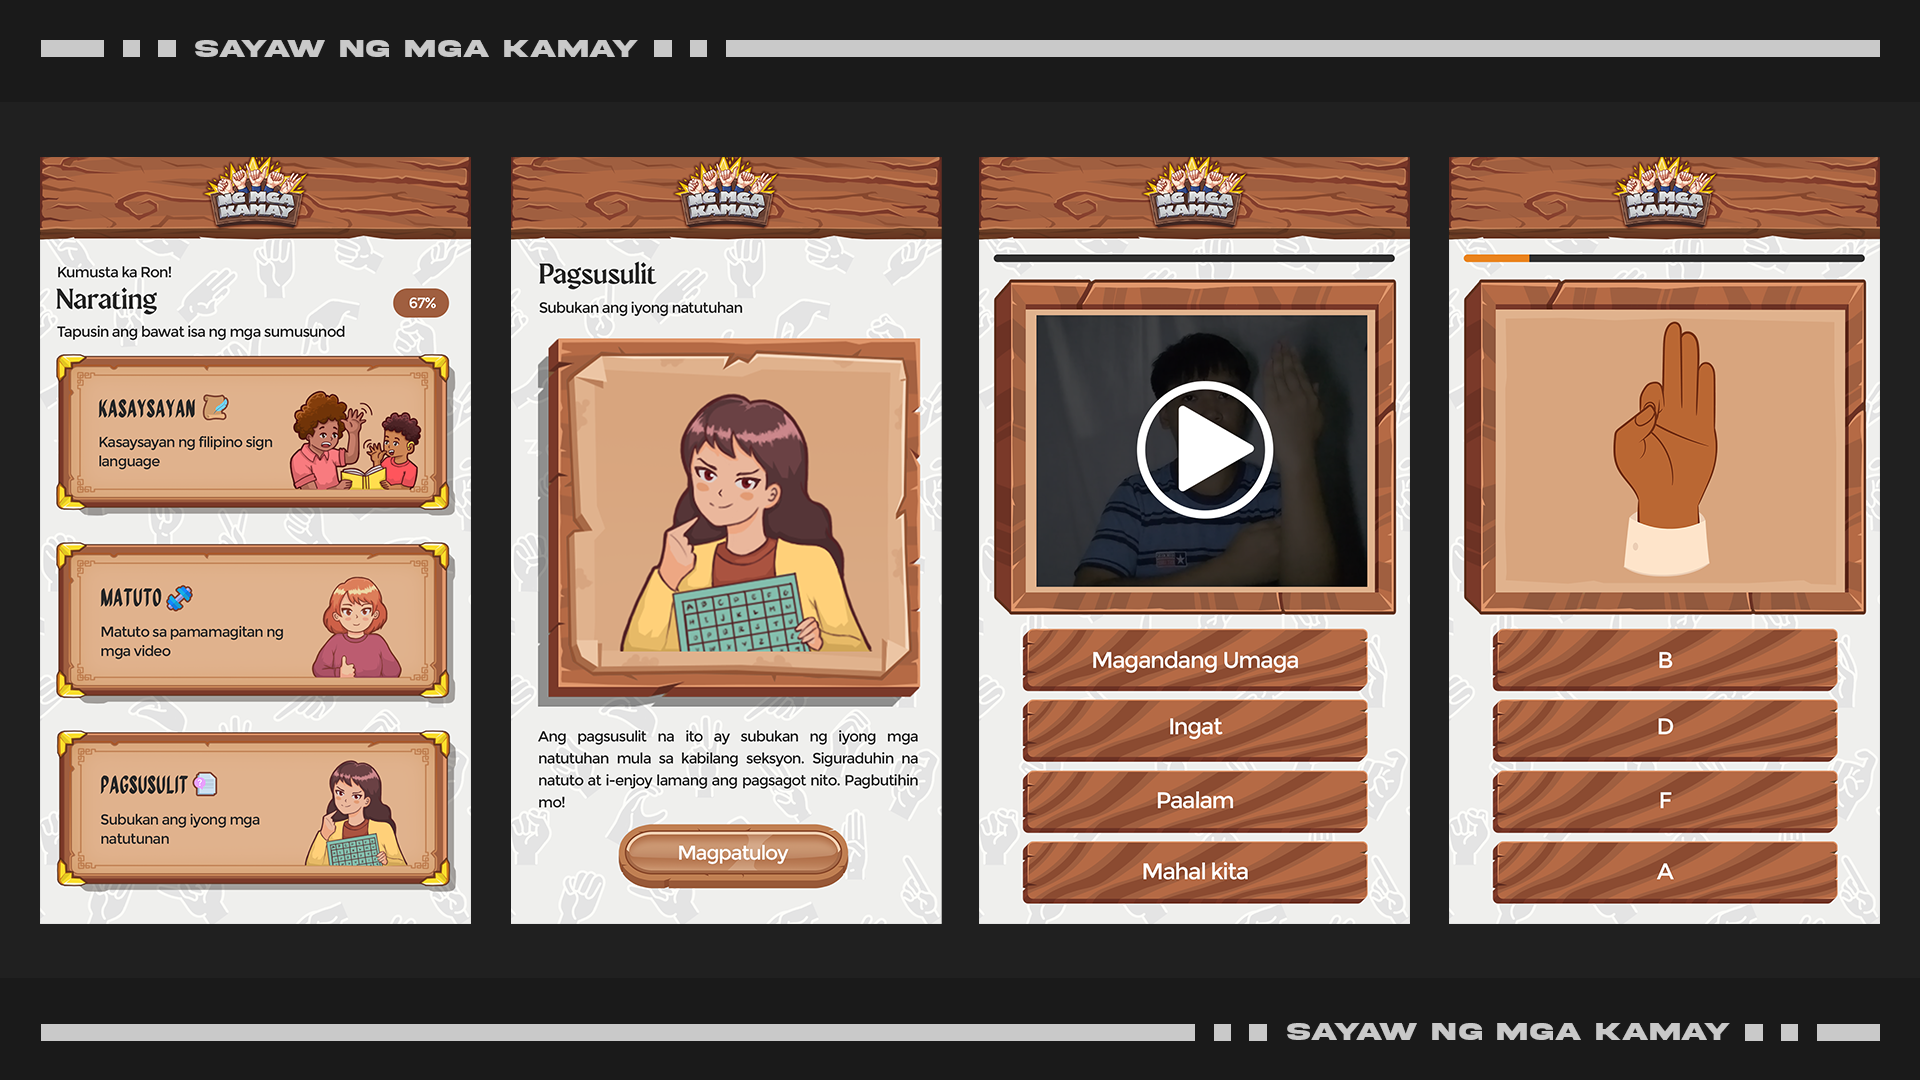 SAYAW NG MGA KAMAY
NG MGA
KAMAY
Kumusta ka Ron!
Narating
67%
Tapusin ang bawat isa ng mga sumusunod
KASAYSAYAN
Kasaysayan ng filipino sign
language
MATUTO
Matuto sa pamamagitan ng
mga video
PAGSUSULIT
Subukan ang iyong mga
natutunan
NG MGA
KAMAY
Pagsusulit
Subukan ang iyong natutuhan
Ang pagsusulit na ito ay subukan ng iyong mga
natutuhan mula sa kabilang seksyon. Siguraduhin na
natuto at i-enjoy lamang ang pagsagot nito. Pagbutihin
mo!
Magpatuloy
NG MGA
KAMAY
Magandang Umaga
Ingat
Paalam
Mahal kita
NG MGA
KAMAY
B
D
F
A
SAYAW NG MGA KAMAY